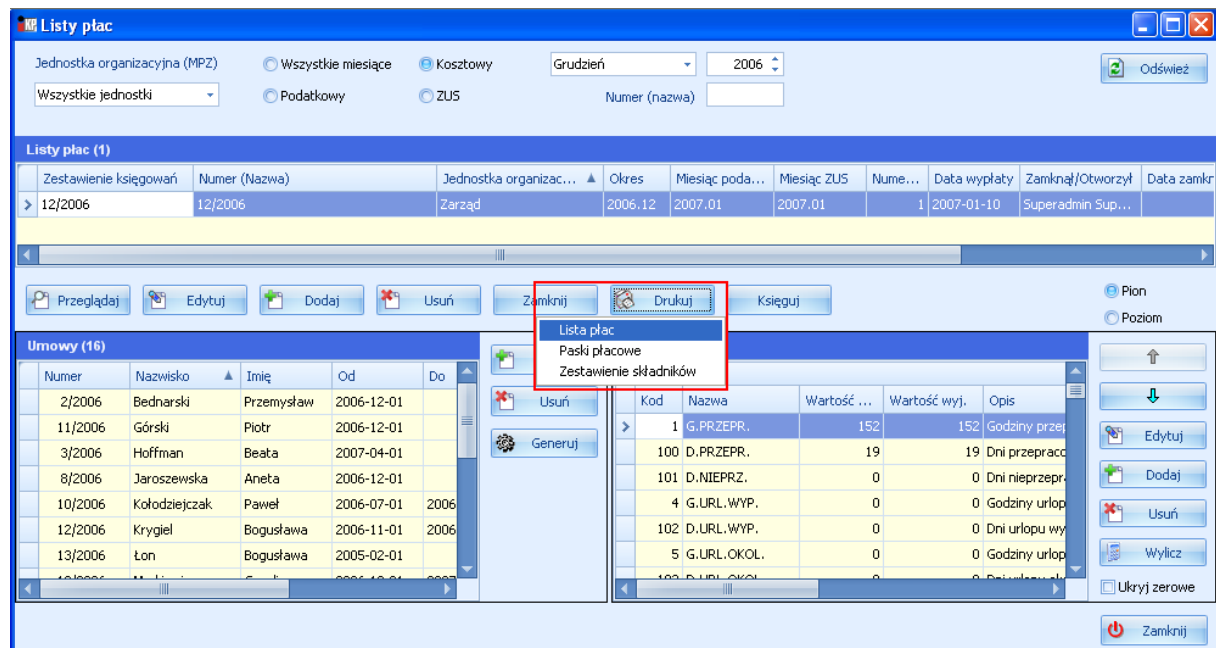 Listy płac
Jednostka organizacyjna (MPZ) Wszystkie miesiące Kosztowy Grudzień 2006 Odśwież
Wszystkie jednostki Podatkowy ZUS Numer (nazwa)
Listy płac (1)
Zestawienie księgowań Numer (Nazwa) Jednostka organizac... Okres Miesiąc poda... Miesiąc ZUS Nume... Data wypłaty Zamknął/Otworzył Data zamkr
12/2006 12/2006 Zarząd 2006.12 2007.01 2007.01 1 2007-01-10 Superadmin Sup...
Przeglądaj Edytuj Dodaj Usuń Zamknij Drukuj Księguj Pion
Poziom
Lista płac
Paski płacowe
Zestawienie składników
Umowy (16)
Numer Nazwisko Imię Od Do
2/2006 Bednarski Przemysław 2006-12-01
11/2006 Górski Piotr 2006-12-01
3/2006 Hoffman Beata 2007-04-01
8/2006 Jaroszewska Aneta 2006-12-01
10/2006 Kołodziejczak Paweł 2006-07-01 2006
12/2006 Krygiel Bogusława 2006-11-01 2006
13/2006 Łon Bogusława 2005-02-01
Usuń
Generuj
Kod Nazwa Wartość ... Wartość wyj. Opis
1 G.PRZEPR. 152 152 Godziny przep
100 D.PRZEPR. 19 19 Dni przepracc
101 D.NIEPRZ. 0 0 Dni nieprzepr
4 G.URL.WYP. 0 0 Godziny urlop
102 D.URL.WYP. 0 0 Dni urlopu wy
5 G.URL.OKOL. 0 0 Godziny urlop
Edytuj
Dodaj
Usuń
Wylicz
Ukryj zerowe
Zamknij